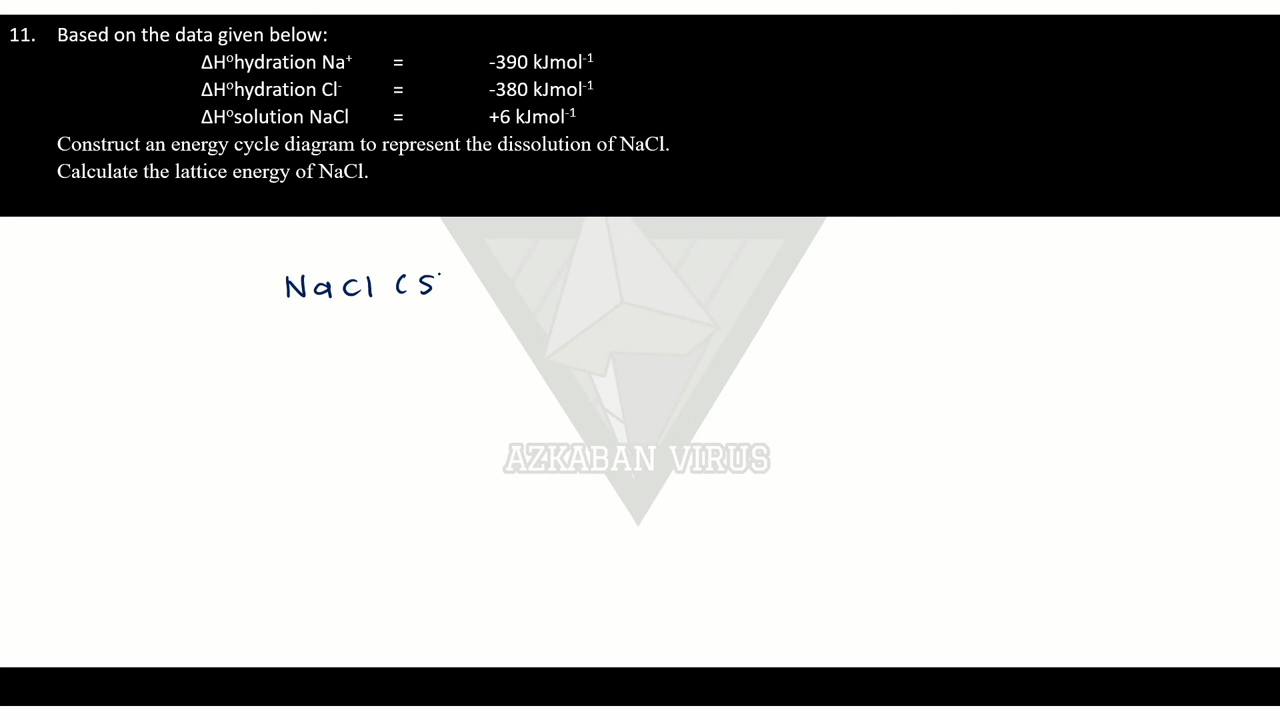 11. Based on the data given below:
ΔH°hydration Na⁺ = -390 kJmol⁻¹
ΔH°hydration Cl⁻ = -380 kJmol⁻¹
ΔH°solution NaCl = +6 kJmol⁻¹
Construct an energy cycle diagram to represent the dissolution of NaCl.
Calculate the lattice energy of NaCl.
NaCl (s
AZKABAN VIRUS